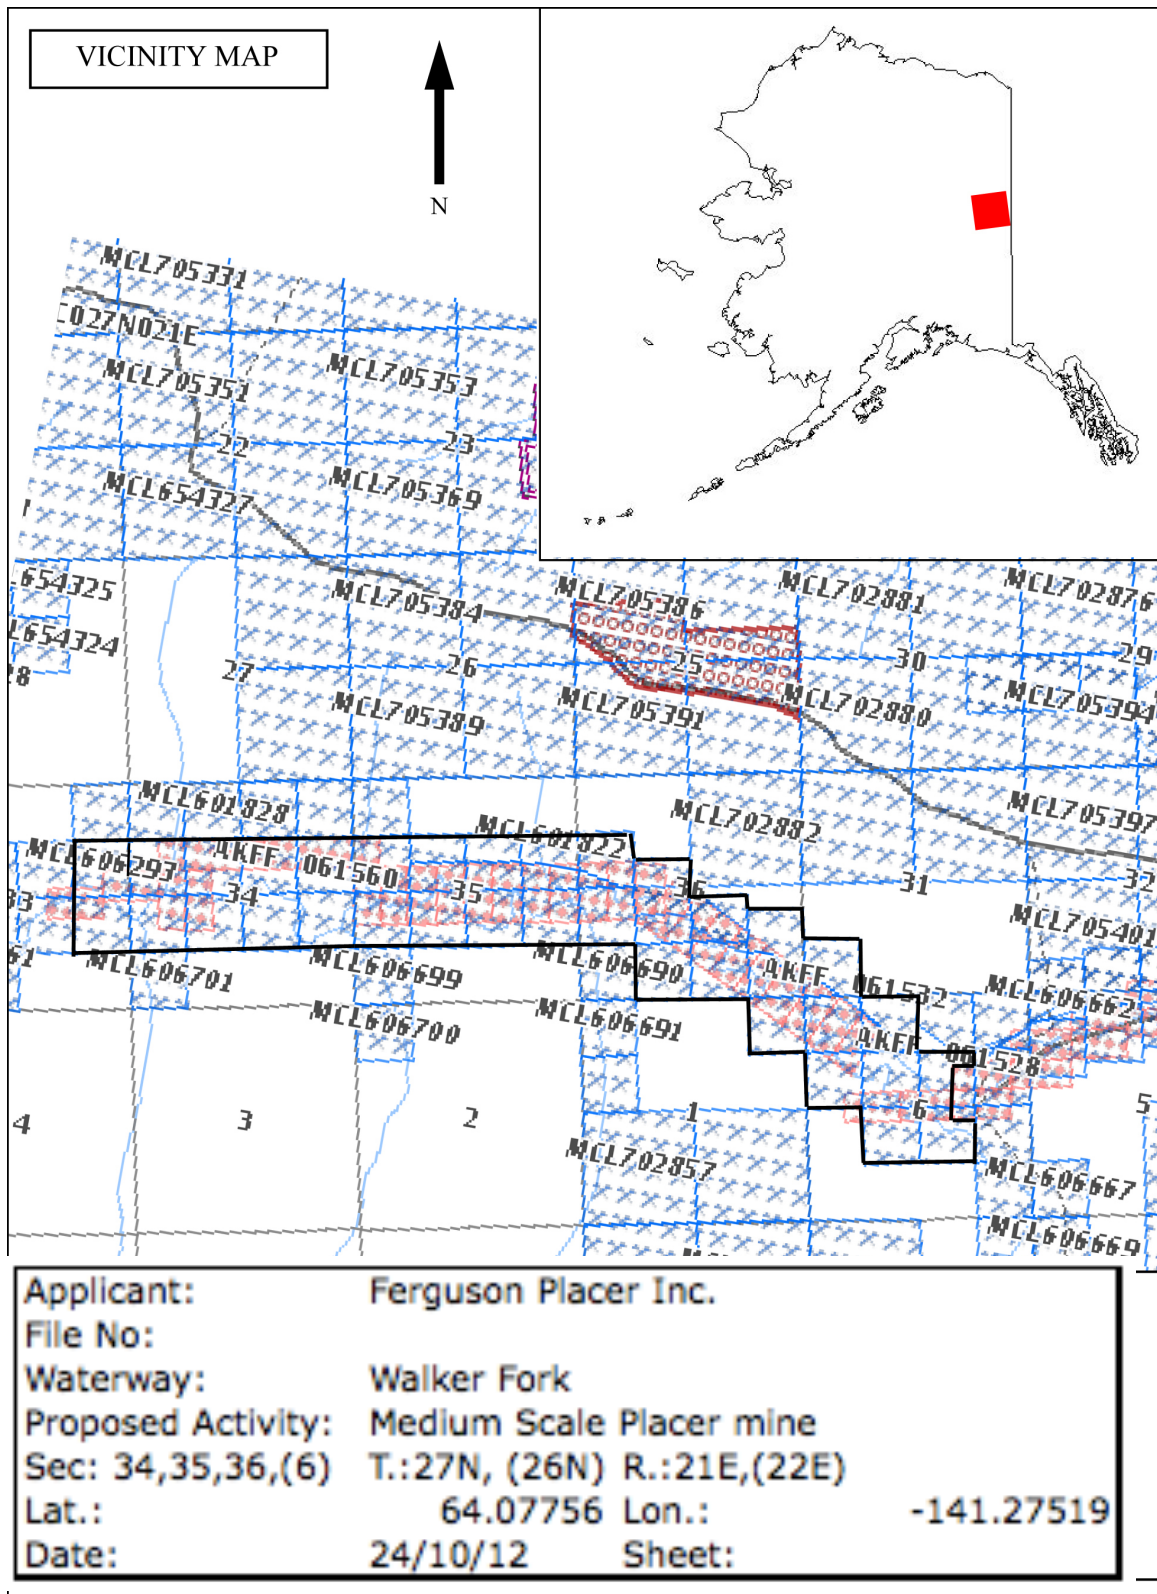 VICINITY MAP
N
MCL705331
C027N021E
MCL705353
MCL705351
22
23
MCL705369
MCL654327
MCL705386
MCL702881
MCL702876
654325
MCL705384
L654324
29
30
25
26
27
MCL705394
MCL702880
MCL705391
MCL705389
MCL601828
MCL705397
MCL702882
MCL601822
MCL606293
AKFF 061560
34
35
36
31
32
33
MCL705401
61
MCL606701
MCL606699
MCL606690
AKFF 061532
MCL606662
MCL606700
MCL606691
AKFF 061528
4
3
2
1
6
5
MCL702857
MCL606667
MCL606669
Applicant: Ferguson Placer Inc.
File No:
Waterway: Walker Fork
Proposed Activity: Medium Scale Placer mine
Sec: 34,35,36,(6) T.:27N, (26N) R.:21E,(22E)
Lat.: 64.07756 Lon.: -141.27519
Date: 24/10/12 Sheet: